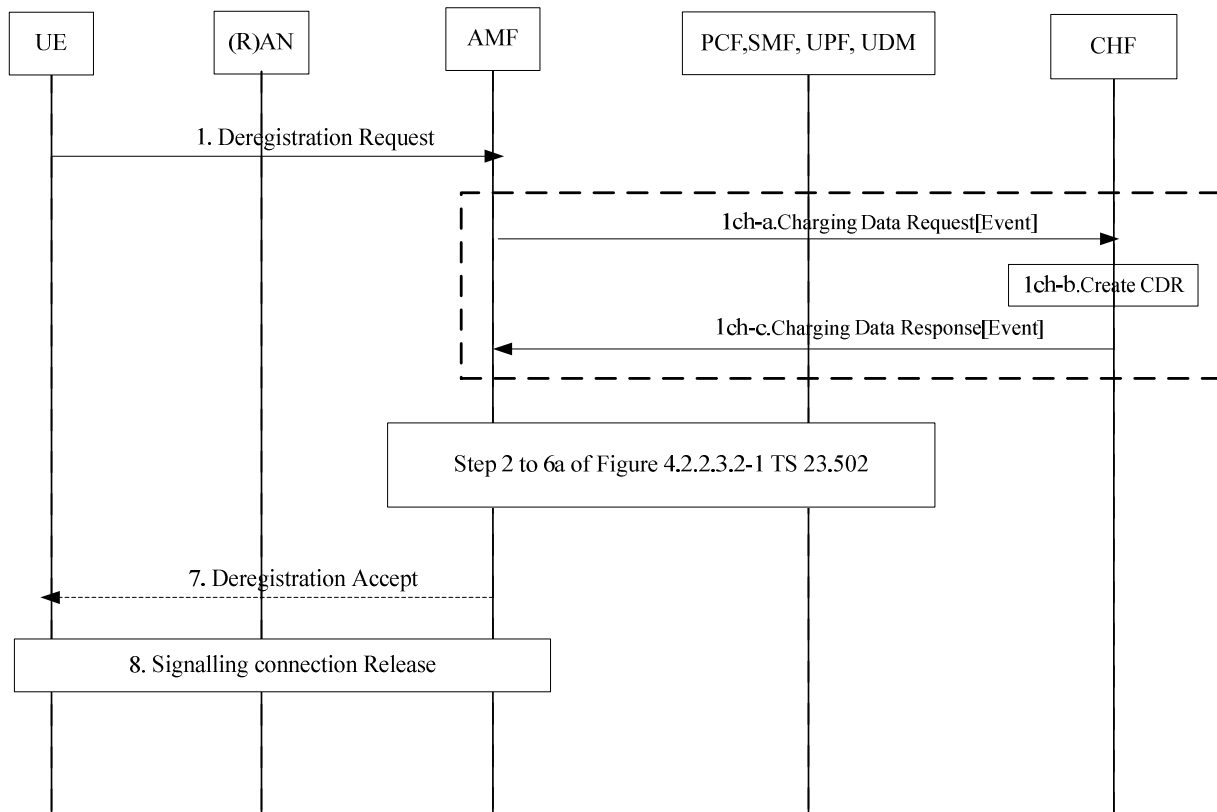 UE
(R)AN
AMF
PCF,SMF, UPF, UDM
CHF
1. Deregistration Request
1ch-a.Charging Data Request[Event]
1ch-b.Create CDR
1ch-c.Charging Data Response[Event]
Step 2 to 6a of Figure 4.2.2.3.2-1 TS 23.502
7. Deregistration Accept
8. Signalling connection Release